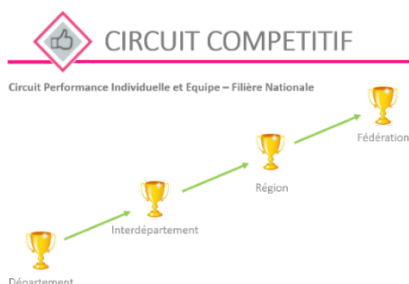 CIRCUIT COMPETITIF
Circuit Performance Individuelle et Equipe – Filière Nationale
Fédération
Région
Interdépartement
Département